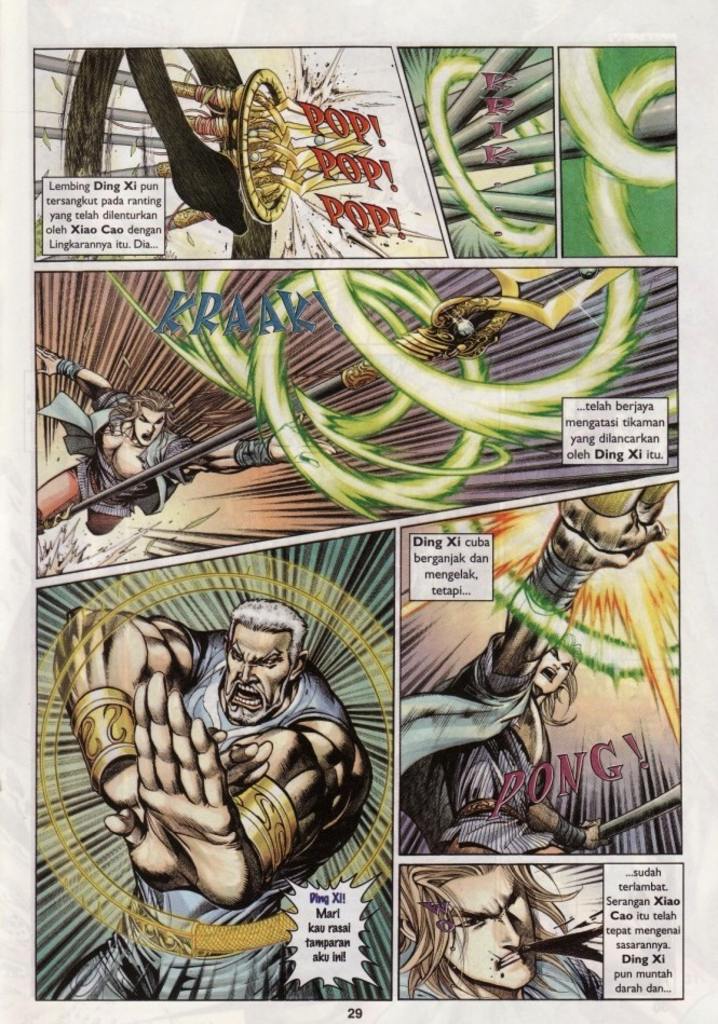 POP!
POP!
POP!
Lembing Ding Xi pun
tersangkut pada ranting
yang telah dilenturkan
oleh Xiao Cao dengan
Lingkarannya itu. Dia...
KRIK...
KRAAK!
...telah berjaya
mengatasi tikaman
yang dilancarkan
oleh Ding Xi itu.
Ding Xi!
Mari
kau rasai
tamparan
aku ini!
Ding Xi cuba
berganjak dan
mengelak,
tetapi...
PONG!
...sudah
terlambat.
Serangan Xiao
Cao itu telah
tepat mengenai
sasarannya.
Ding Xi
pun muntah
darah dan...
29